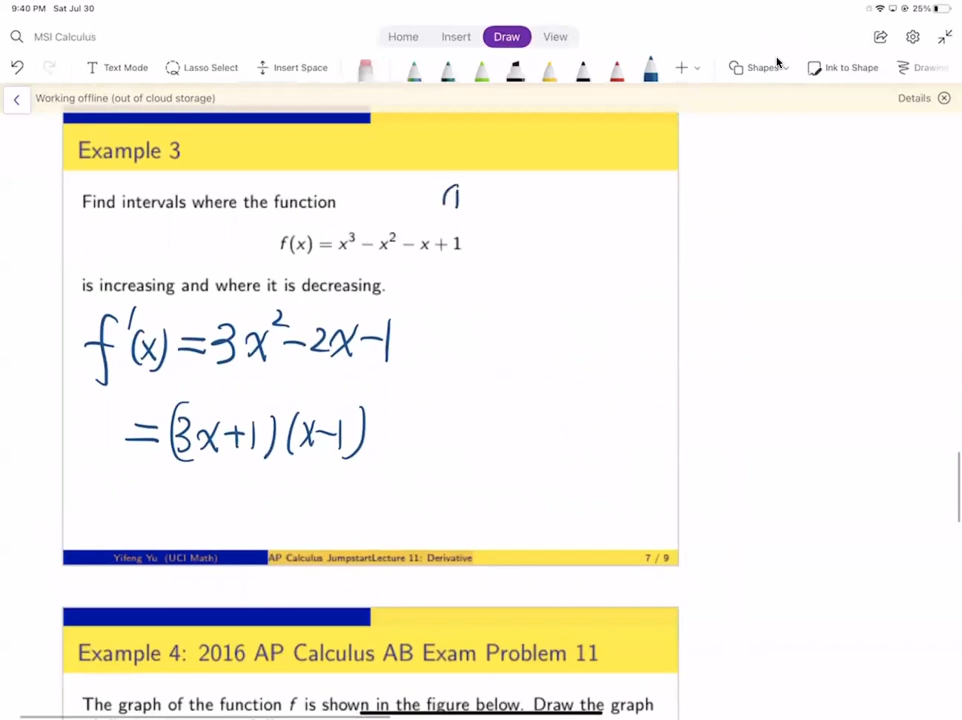 9:40 PM Sat Jul 30
25%
MSI Calculus
Home Insert Draw View
Text Mode Lasso Select Insert Space Shapes Ink to Shape Drawing
Working offline (out of cloud storage) Details
Example 3
Find intervals where the function
f(x) = x³ − x² − x + 1
is increasing and where it is decreasing.
f'(x) = 3x² − 2x − 1
= (3x+1)(x−1)
Yifeng Yu (UCI Math) AP Calculus JumpstartLecture 11: Derivative 7 / 9
Example 4: 2016 AP Calculus AB Exam Problem 11
The graph of the function f is shown in the figure below. Draw the graph